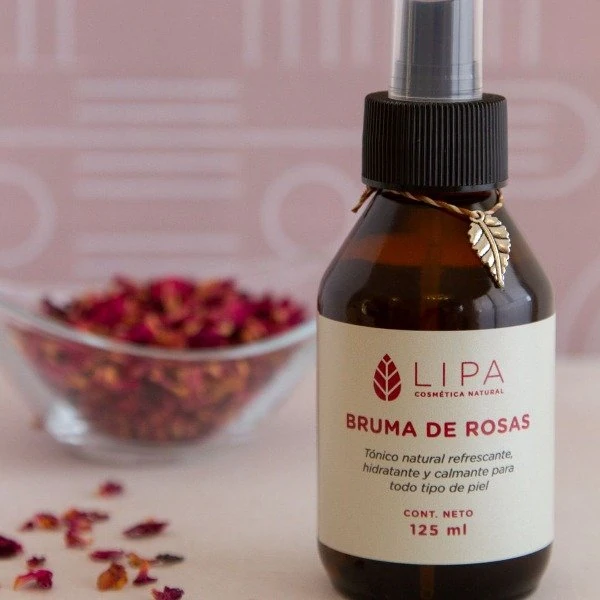 LIPA
COSMÉTICA NATURAL
BRUMA DE ROSAS
Tónico natural refrescante,
hidratante y calmante para
todo tipo de piel
CONT. NETO
125 ml